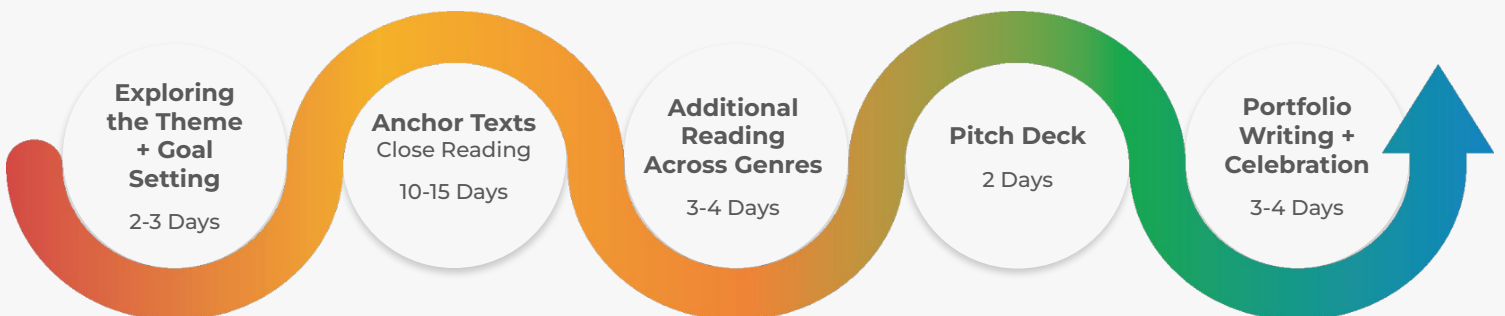 Exploring
the Theme
+ Goal
Setting
2-3 Days
Anchor Texts
Close Reading
10-15 Days
Additional
Reading
Across Genres
3-4 Days
Pitch Deck
2 Days
Portfolio
Writing +
Celebration
3-4 Days